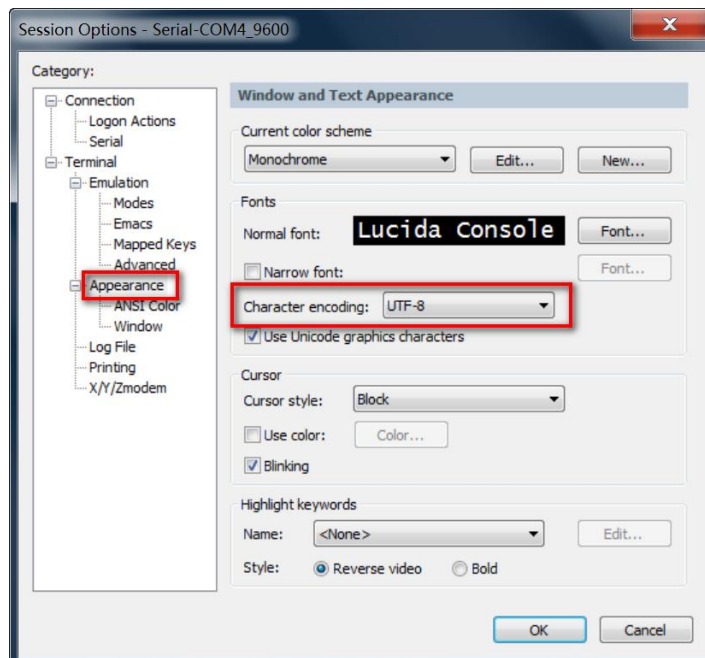 Session Options - Serial-COM4_9600
Category:
Connection
Logon Actions
Serial
Terminal
Emulation
Modes
Emacs
Mapped Keys
Advanced
Appearance
ANSI Color
Window
Log File
Printing
X/Y/Zmodem
Window and Text Appearance
Current color scheme
Monochrome Edit... New...
Fonts
Normal font: Lucida Console Font...
Narrow font: Font...
Character encoding: UTF-8
Use Unicode graphics characters
Cursor
Cursor style: Block
Use color: Color...
Blinking
Highlight keywords
Name: <None> Edit...
Style: Reverse video Bold
OK Cancel